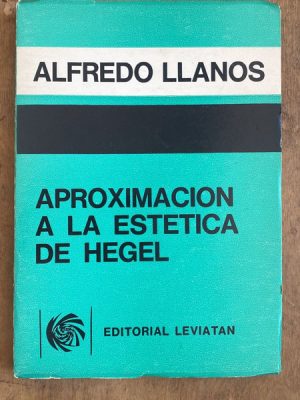 ALFREDO LLANOS
APROXIMACION
A LA ESTETICA
DE HEGEL
EDITORIAL LEVIATAN